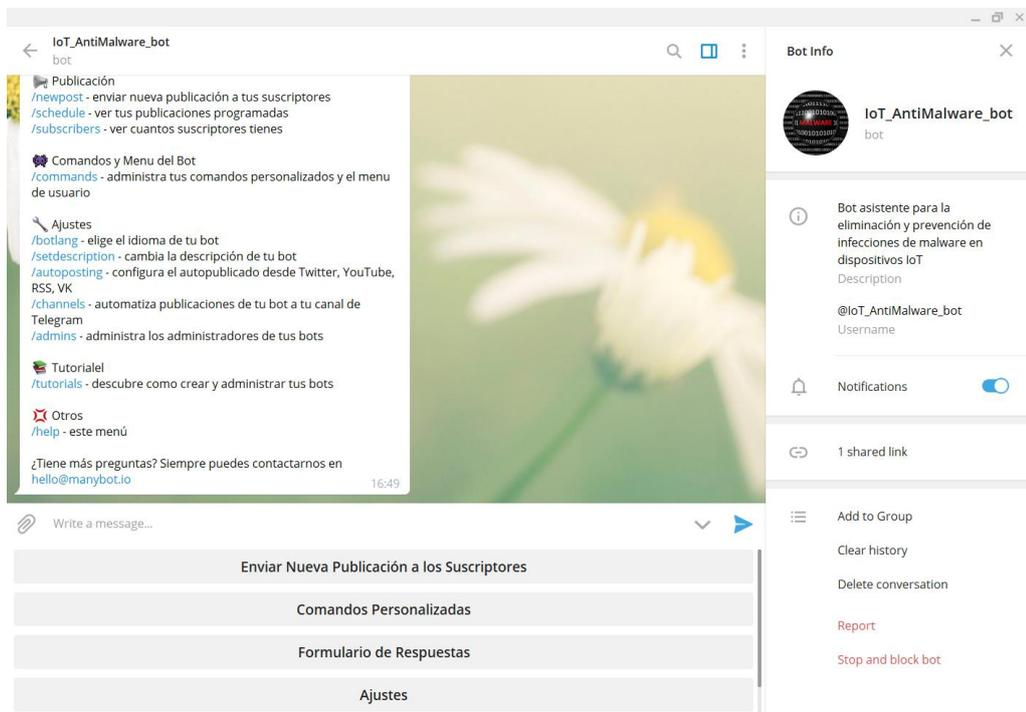 IoT_AntiMalware_bot
bot
Publicación
/newpost - enviar nueva publicación a tus suscriptores
/schedule - ver tus publicaciones programadas
/subscribers - ver cuantos suscriptores tienes
Comandos y Menu del Bot
/commands - administra tus comandos personalizados y el menu
de usuario
Ajustes
/botlang - elige el idioma de tu bot
/setdescription - cambia la descripción de tu bot
/autoposting - configura el autopublicado desde Twitter, YouTube,
RSS, VK
/channels - automatiza publicaciones de tu bot a tu canal de
Telegram
/admins - administra los administradores de tus bots
Tutorialel
/tutorials - descubre como crear y administrar tus bots
Otros
/help - este menú
¿Tiene más preguntas? Siempre puedes contactarnos en
hello@manybot.io
16:49
Write a message...
Enviar Nueva Publicación a los Suscriptores
Comandos Personalizadas
Formulario de Respuestas
Ajustes
Bot Info
MALWARE
IoT_AntiMalware_bot
bot
Bot asistente para la
eliminación y prevención de
infecciones de malware en
dispositivos IoT
Description
@IoT_AntiMalware_bot
Username
Notifications
1 shared link
Add to Group
Clear history
Delete conversation
Report
Stop and block bot